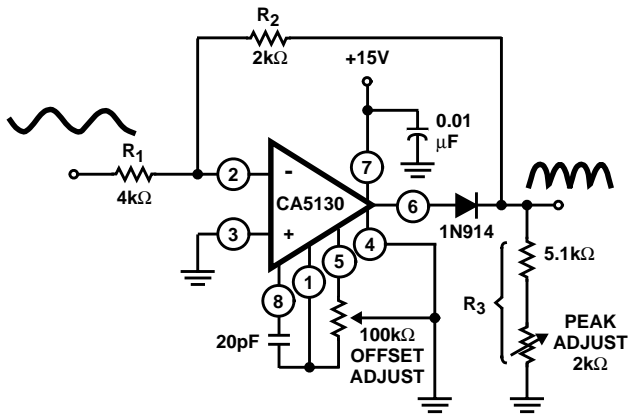 R2
2kΩ
+15V
0.01
μF
R1
4kΩ
2
-
7
CA5130
6
1N914
3
+
4
5
1
8
5.1kΩ
R3
20pF
100kΩ
OFFSET
ADJUST
PEAK
ADJUST
2kΩ